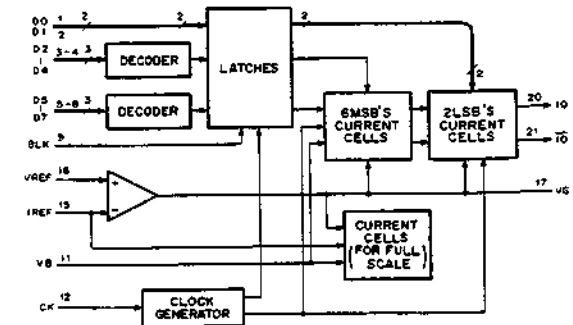 D0 1 2 2 2
D1 2
D2 3-4 3
D4
DECODER
LATCHES
2
D5 5-8 3
D7
DECODER
6MSB'S
CURRENT
CELLS
2LSB'S
CURRENT
CELLS
20 IO
21 IO
BLK 9
VREF 16
+
IREF 15
−
17 VG
CURRENT
CELLS
(FOR FULL
SCALE)
VB 11
CK 12
CLOCK
GENERATOR